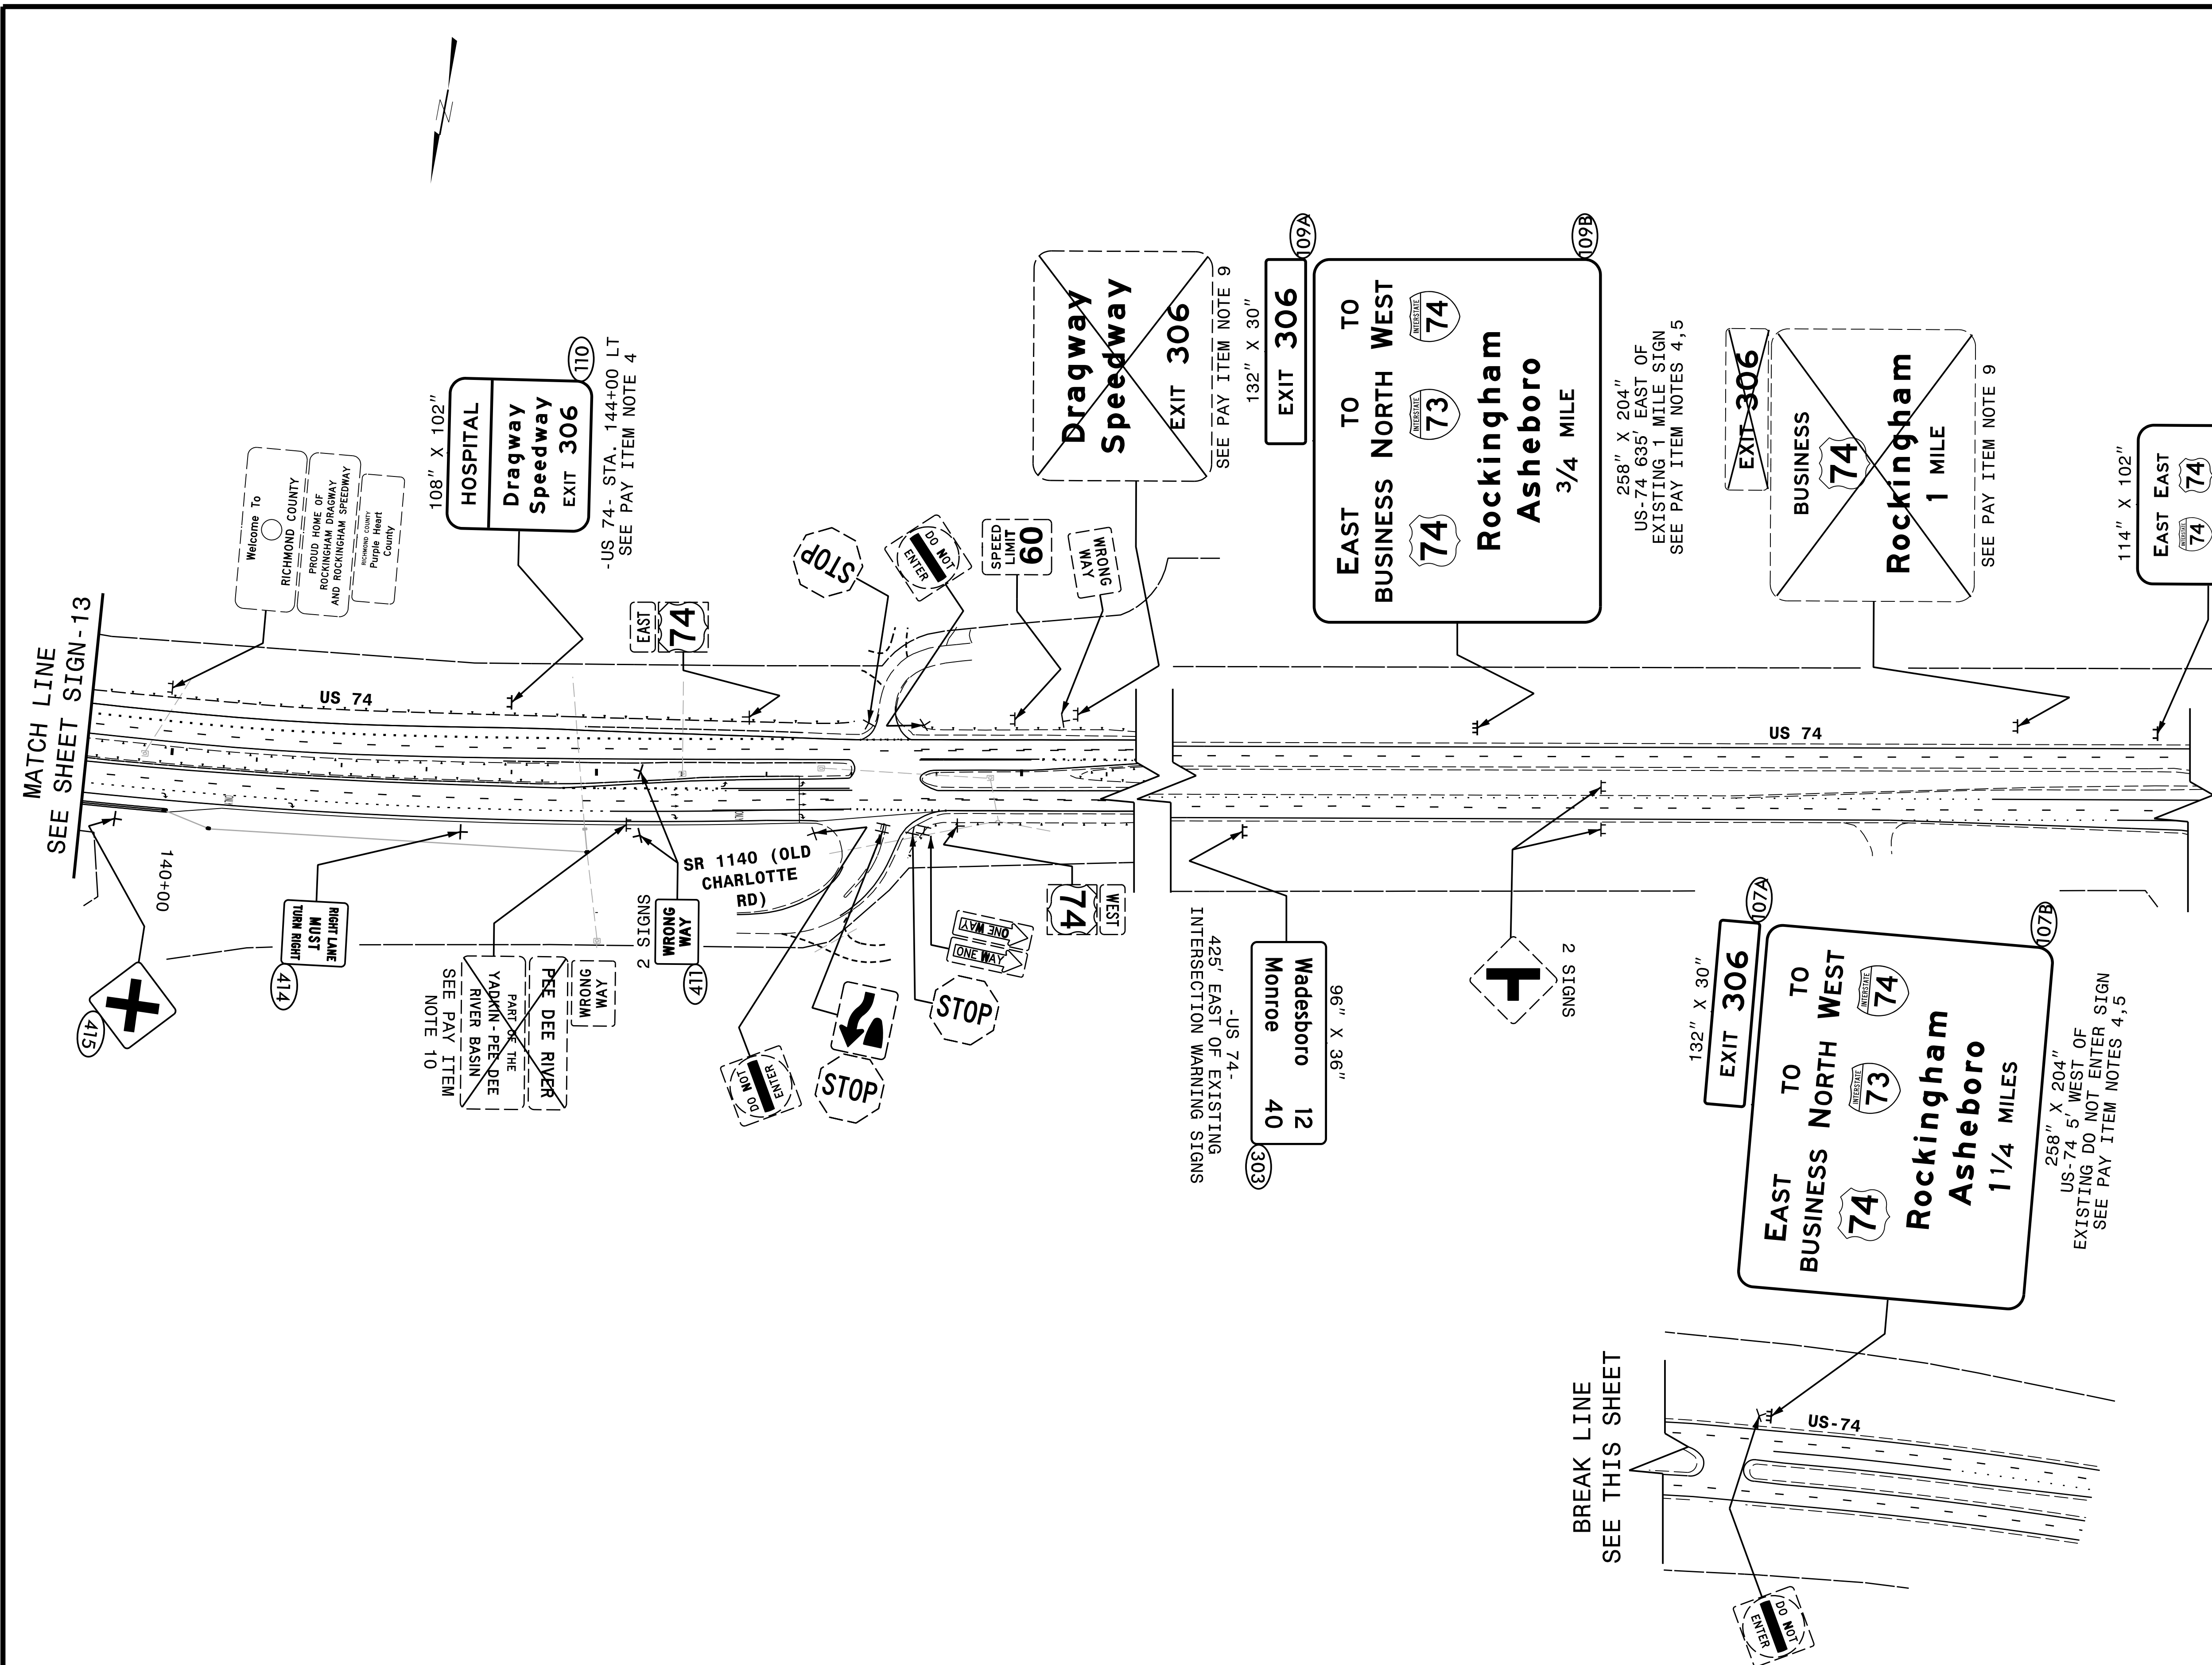 MATCH LINE
SEE SHEET SIGN-13
Welcome To
RICHMOND COUNTY
PROUD HOME OF
ROCKINGHAM DRAGWAY
AND ROCKINGHAM SPEEDWAY
RICHMOND COUNTY
Purple Heart
County
108" X 102"
HOSPITAL
Dragway
Speedway
EXIT 306
110
-US 74- STA. 144+00 LT
SEE PAY ITEM NOTE 4
EAST
74
US 74
STOP
DO NOT
ENTER
SPEED
LIMIT
60
WRONG
WAY
Dragway
Speedway
EXIT 306
SEE PAY ITEM NOTE 9
132" X 30"
EXIT 306
109A
EAST TO TO
BUSINESS NORTH WEST
74
INTERSTATE
73
INTERSTATE
74
Rockingham
Asheboro
3/4 MILE
109B
258" X 204"
US-74 635' EAST OF
EXISTING 1 MILE SIGN
SEE PAY ITEM NOTES 4,5
EXIT 306
BUSINESS
74
Rockingham
1 MILE
SEE PAY ITEM NOTE 9
114" X 102"
EAST EAST
INTERSTATE
74
74
US 74
140+00
415
RIGHT LANE
MUST
TURN RIGHT
414
WRONG
WAY
PEE DEE RIVER
PART OF THE
YADKIN-PEE DEE
RIVER BASIN
SEE PAY ITEM
NOTE 10
2 SIGNS
WRONG
WAY
417
SR 1140 (OLD
CHARLOTTE
RD)
ONLY
DO NOT
ENTER
STOP
STOP
ONE WAY
ONE WAY
WEST
74
96" X 36"
Wadesboro 12
Monroe 40
303
-US 74-
425' EAST OF EXISTING
INTERSECTION WARNING SIGNS
2 SIGNS
132" X 30"
EXIT 306
107A
EAST TO TO
BUSINESS NORTH WEST
74
INTERSTATE
73
INTERSTATE
74
Rockingham
Asheboro
1 1/4 MILES
107B
258" X 204"
US-74 5' WEST OF
EXISTING DO NOT ENTER SIGN
SEE PAY ITEM NOTES 4,5
BREAK LINE
SEE THIS SHEET
US-74
DO NOT
ENTER